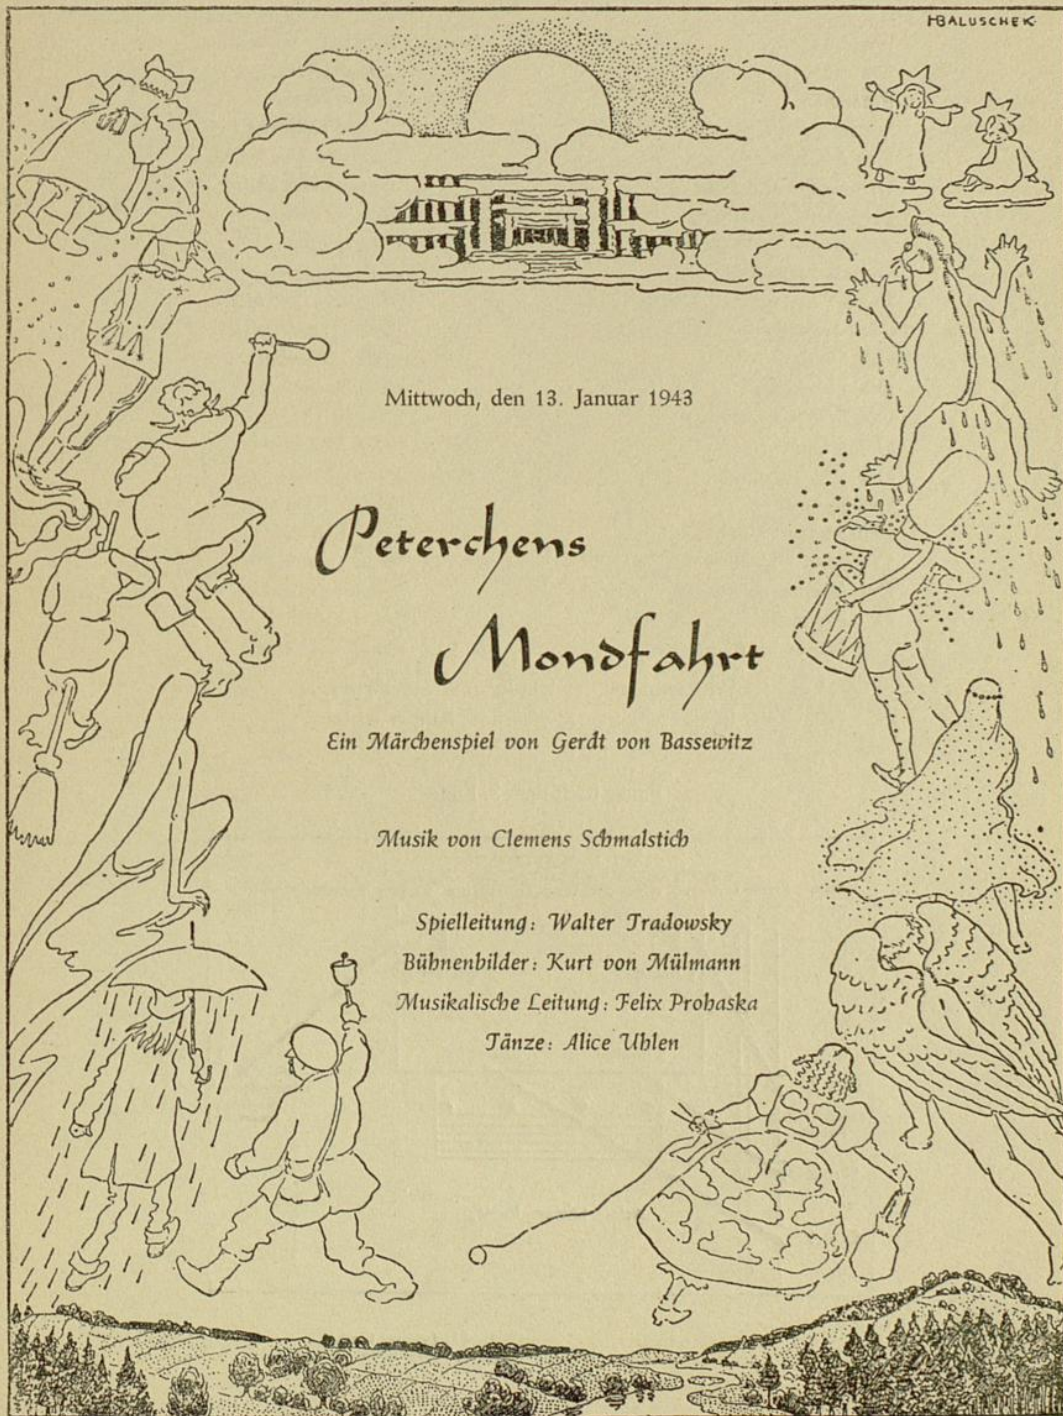 HBALUSCHEK
Mittwoch, den 13. Januar 1943
Peterchens
Mondfahrt
Ein Märchenspiel von Gerdt von Bassewitz
Musik von Clemens Schmalstich
Spielleitung: Walter Tradowsky
Bühnenbilder: Kurt von Mülmann
Musikalische Leitung: Felix Prohaska
Tänze: Alice Uhlen